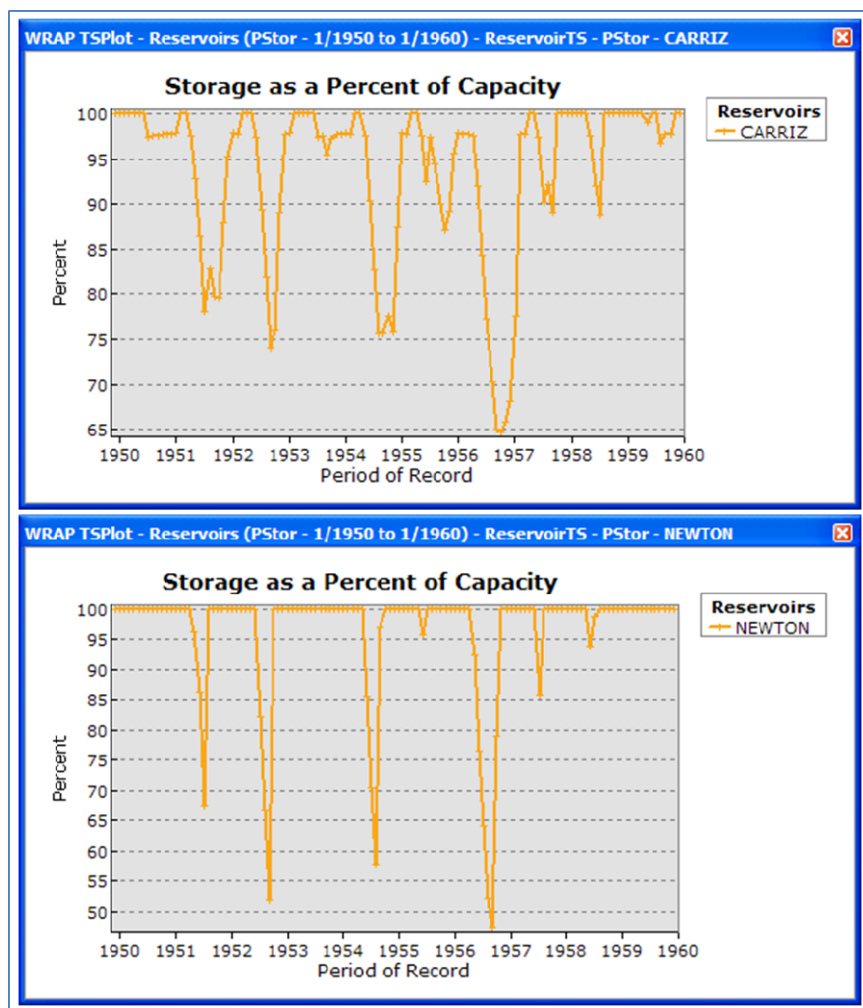 WRAP TSPlot - Reservoirs (PStor - 1/1950 to 1/1960) - ReservoirTS - PStor - CARRIZ
Storage as a Percent of Capacity
Reservoirs
CARRIZ
100
95
90
85
80
75
70
65
Percent
1950 1951 1952 1953 1954 1955 1956 1957 1958 1959 1960
Period of Record
WRAP TSPlot - Reservoirs (PStor - 1/1950 to 1/1960) - ReservoirTS - PStor - NEWTON
Storage as a Percent of Capacity
Reservoirs
NEWTON
100
95
90
85
80
75
70
65
60
55
50
Percent
1950 1951 1952 1953 1954 1955 1956 1957 1958 1959 1960
Period of Record